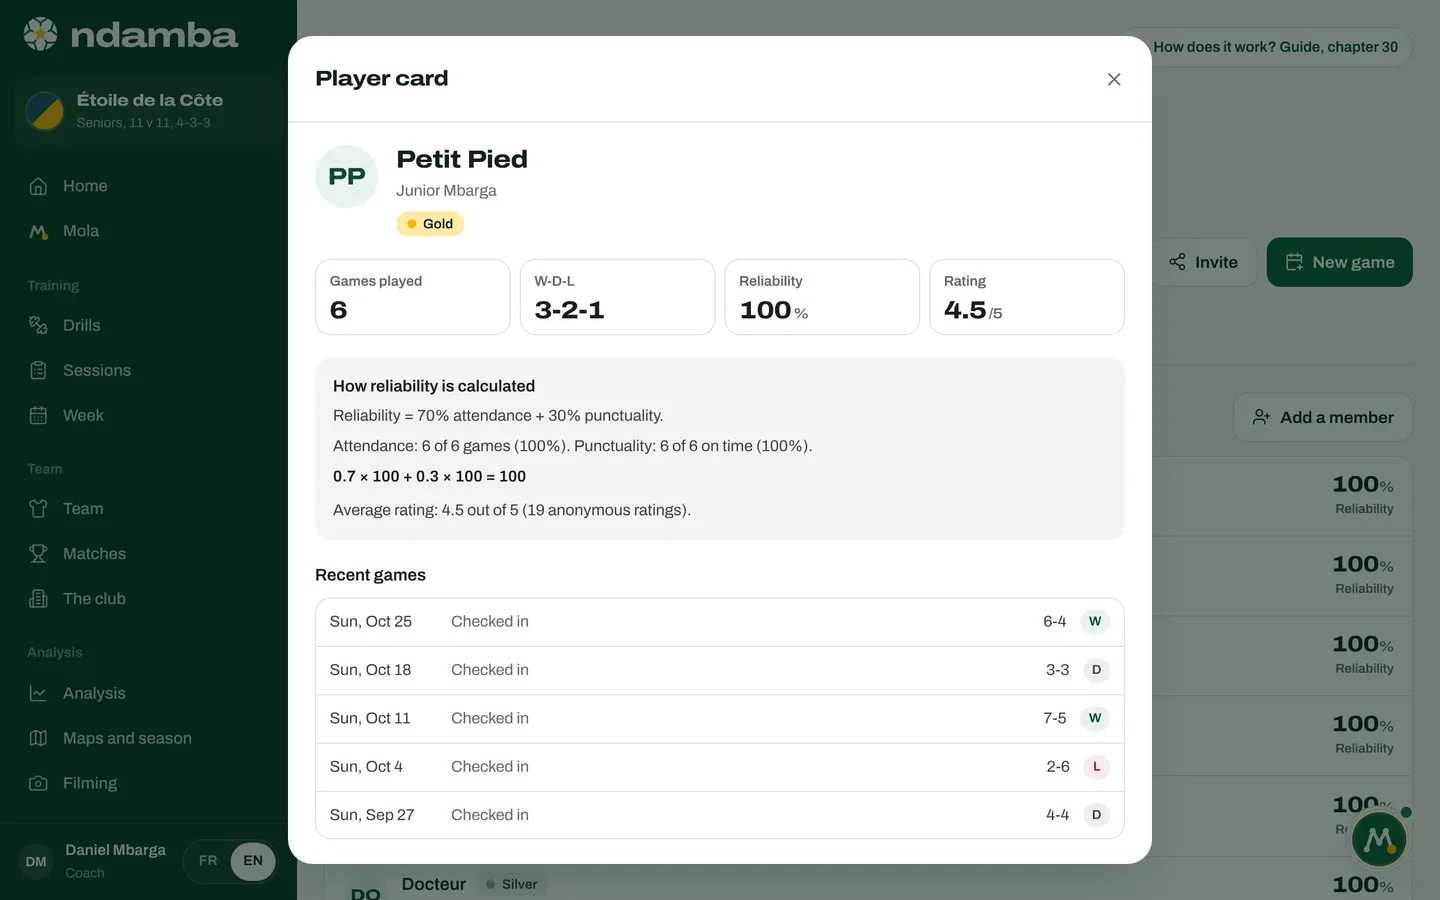 ndamba
Étoile de la Côte
Seniors, 11 v 11, 4-3-3
Home
Mola
Training
Drills
Sessions
Week
Team
Team
Matches
The club
Analysis
Analysis
Maps and season
Filming
DM
Daniel Mbarga
Coach
FR
EN
How does it work? Guide, chapter 30
Invite
New game
Add a member
Player card
PP
Petit Pied
Junior Mbarga
Gold
Games played
6
W-D-L
3-2-1
Reliability
100%
Rating
4.5/5
How reliability is calculated
Reliability = 70% attendance + 30% punctuality.
Attendance: 6 of 6 games (100%). Punctuality: 6 of 6 on time (100%).
0.7 × 100 + 0.3 × 100 = 100
Average rating: 4.5 out of 5 (19 anonymous ratings).
Recent games
Sun, Oct 25 Checked in 6-4 W
Sun, Oct 18 Checked in 3-3 D
Sun, Oct 11 Checked in 7-5 W
Sun, Oct 4 Checked in 2-6 L
Sun, Sep 27 Checked in 4-4 D
100%
Reliability
100%
Reliability
100%
Reliability
100%
Reliability
100%
Docteur
Silver
100%